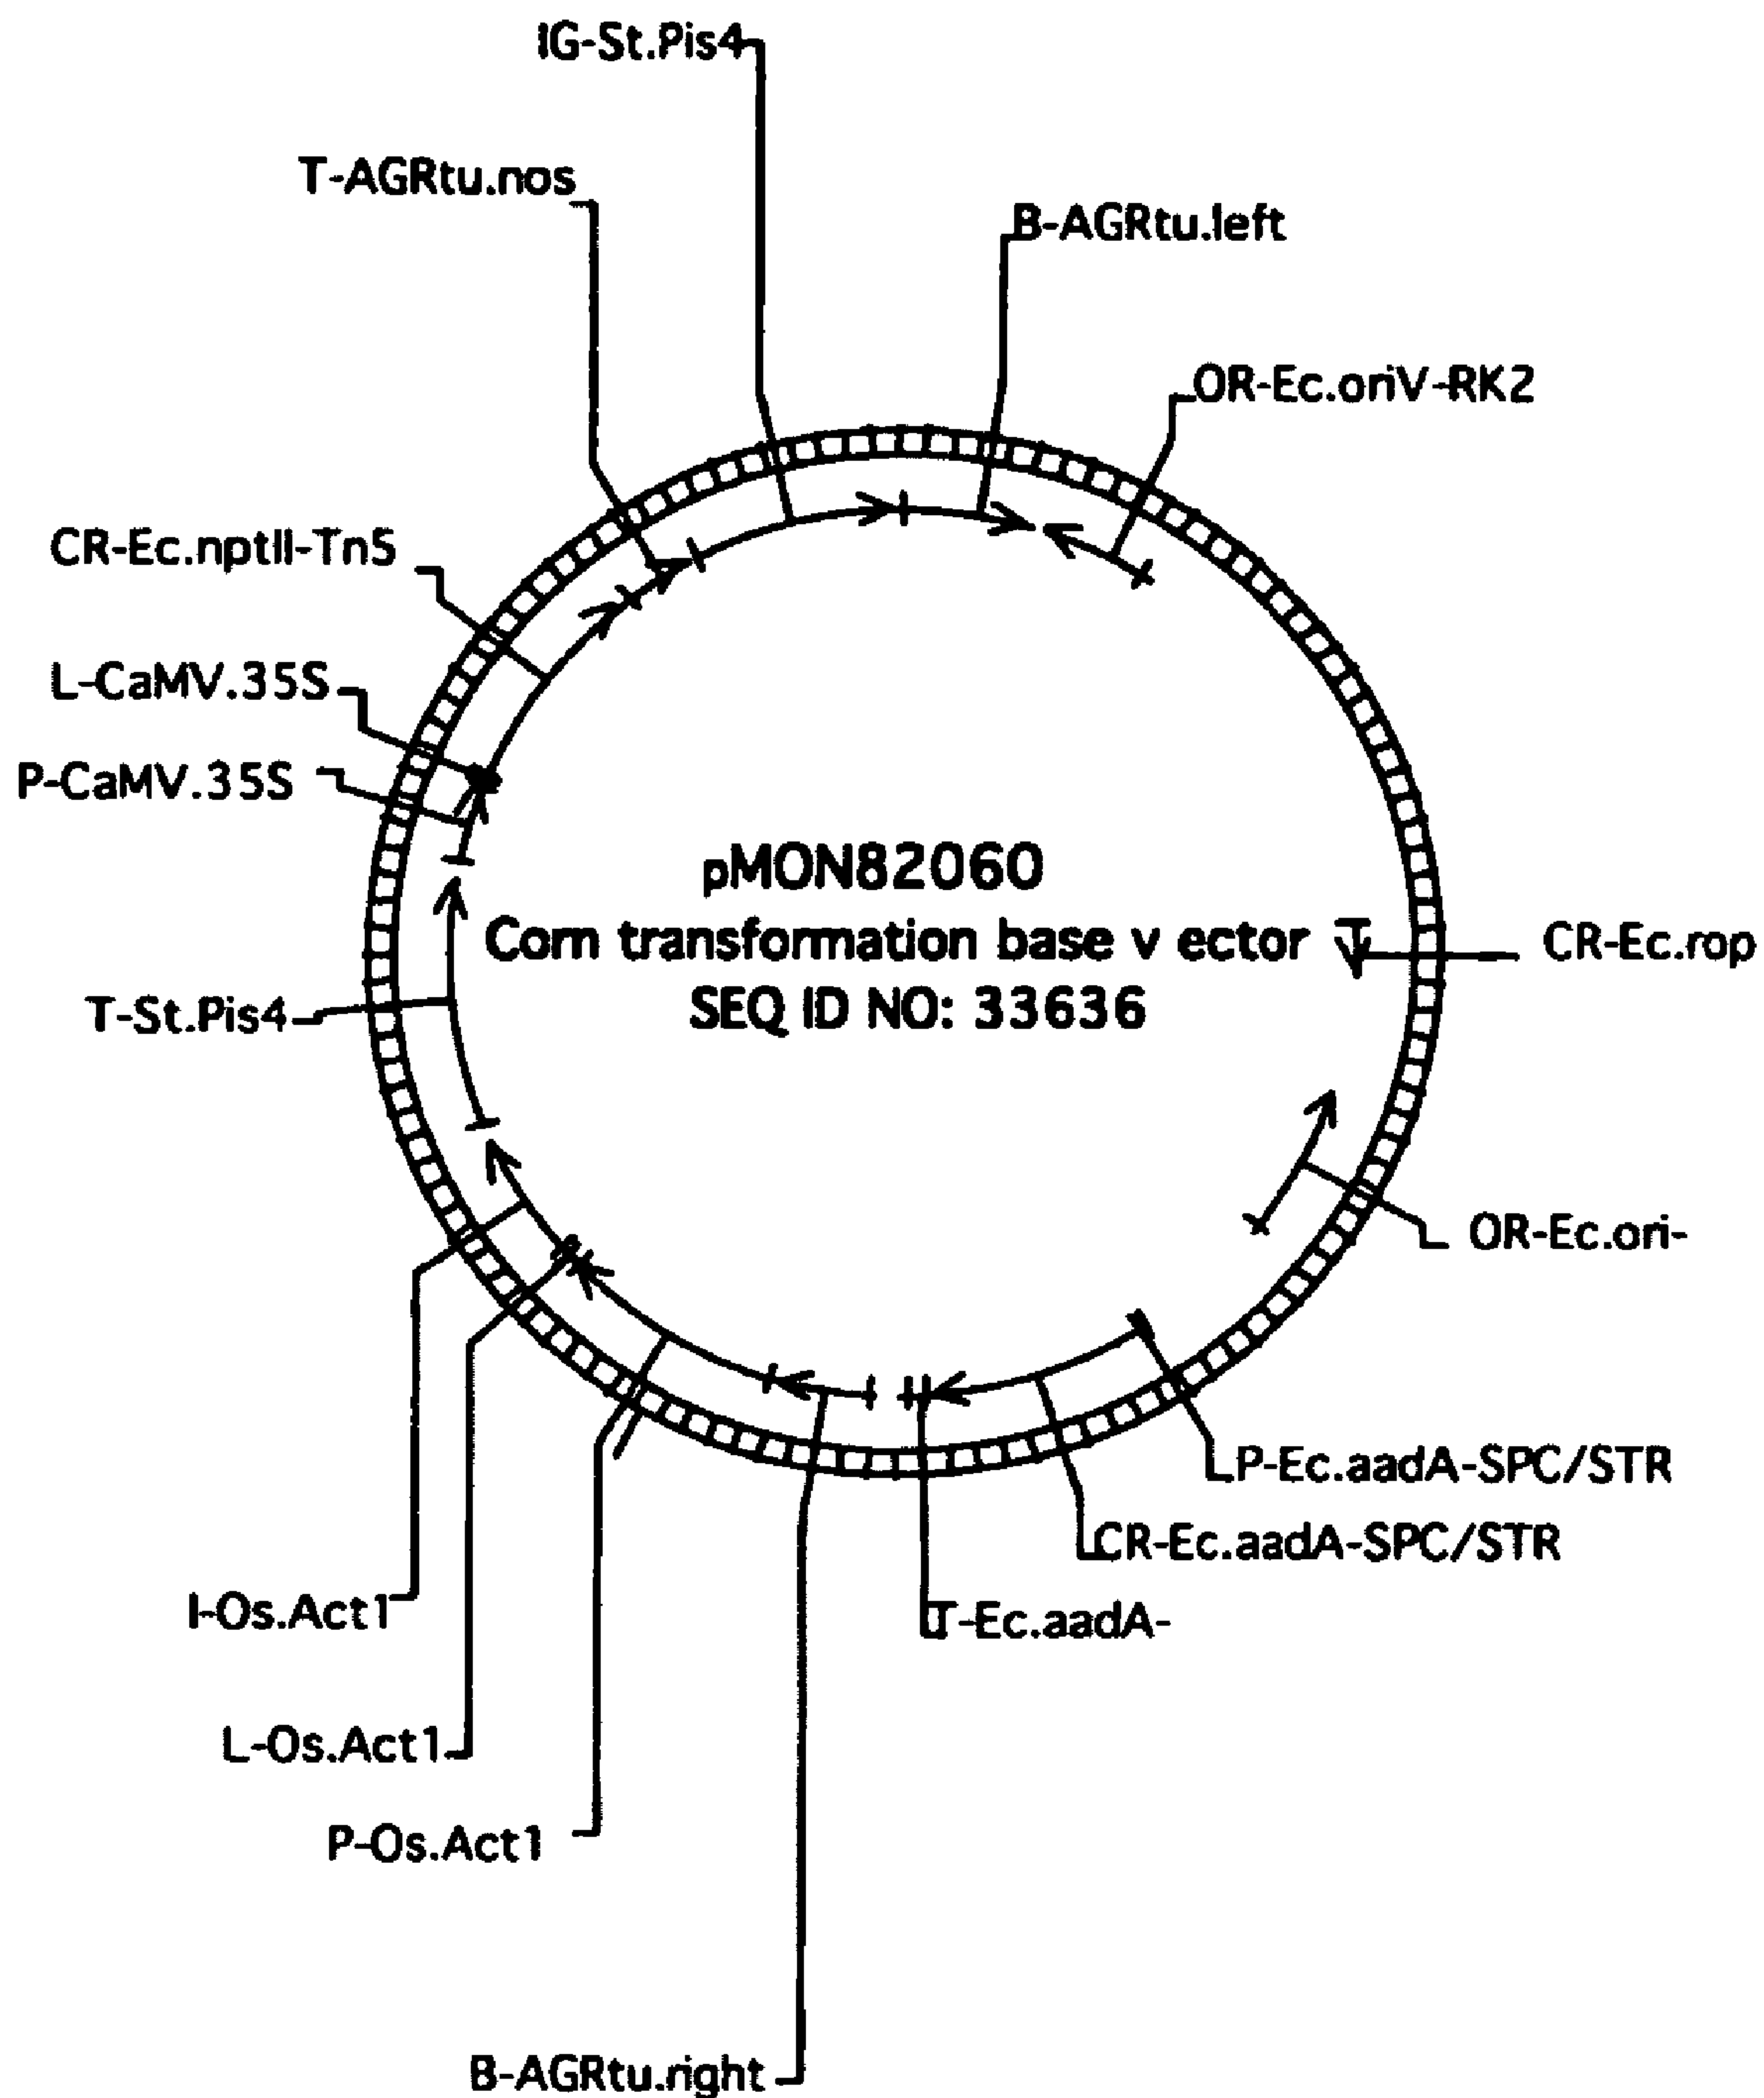 IG-St.Pis4
T-AGRtu.nos
B-AGRtu.left
OR-Ec.oriV-RK2
CR-Ec.nptII-Tn5
L-CaMV.35S
P-CaMV.35S
pMON82060
Corn transformation base v ector
SEQ ID NO: 33636
CR-Ec.rop
T-St.Pis4
OR-Ec.ori-
P-Ec.aadA-SPC/STR
CR-Ec.aadA-SPC/STR
T-Ec.aadA-
I-Os.Act1
L-Os.Act1
P-Os.Act1
B-AGRtu.right